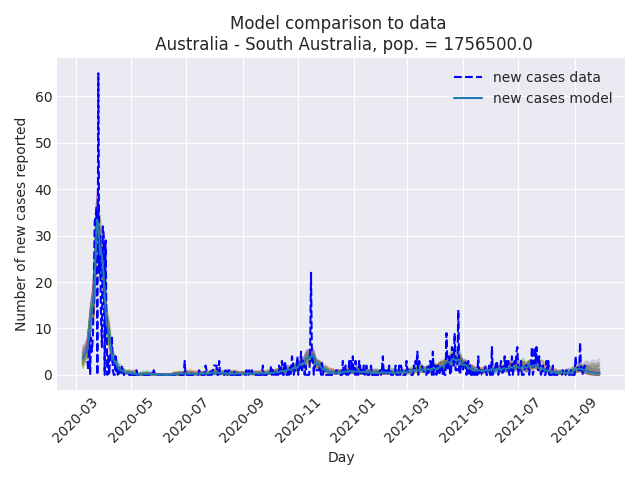 Model comparison to data
Australia - South Australia, pop. = 1756500.0
new cases data
new cases model
Number of new cases reported
60
50
40
30
20
10
0
2020-03
2020-05
2020-07
2020-09
2020-11
2021-01
2021-03
2021-05
2021-07
2021-09
Day